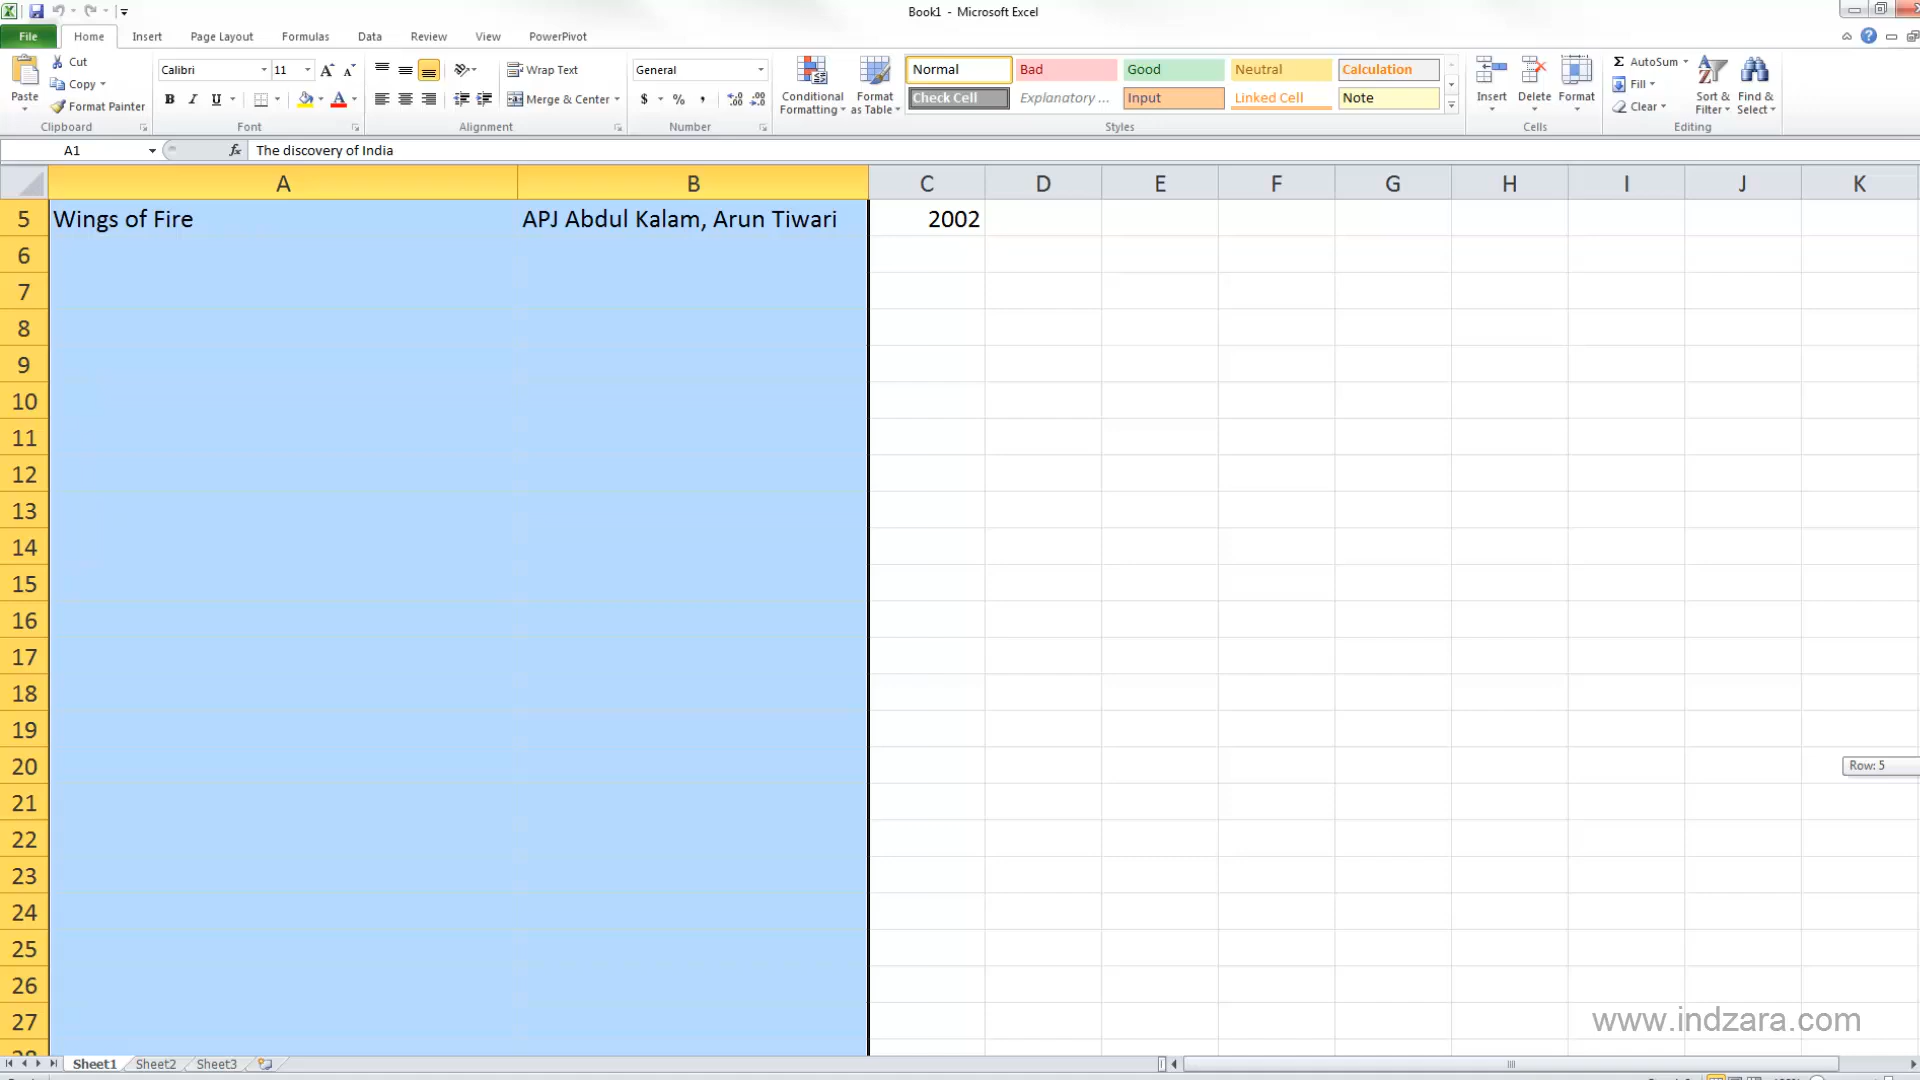 Book1 - Microsoft Excel
File Home Insert Page Layout Formulas Data Review View PowerPivot
Paste
Cut
Copy
Format Painter
Clipboard
Calibri 11
B I U
Font
Wrap Text
Merge & Center
Alignment
General
$ % ,
Number
Conditional Formatting
Format as Table
Normal Bad Good Neutral Calculation
Check Cell Explanatory ... Input Linked Cell Note
Styles
Insert Delete Format
Cells
AutoSum
Fill
Clear
Sort & Filter
Find & Select
Editing
A1 fx The discovery of India
A B C D E F G H I J K
5 Wings of Fire APJ Abdul Kalam, Arun Tiwari 2002
6
7
8
9
10
11
12
13
14
15
16
17
18
19
20
Row: 5
21
22
23
24
25
26
27
www.indzara.com
Sheet1 Sheet2 Sheet3